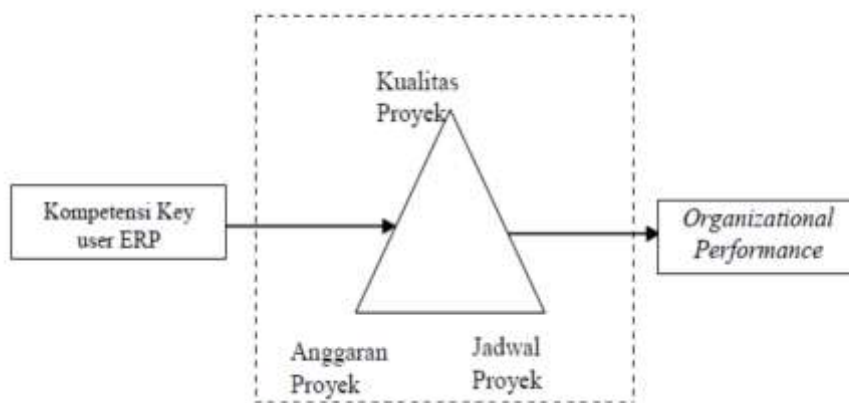 Kualitas
Proyek
Kompetensi Key
user ERP
Organizational
Performance
Anggaran
Proyek
Jadwal
Proyek